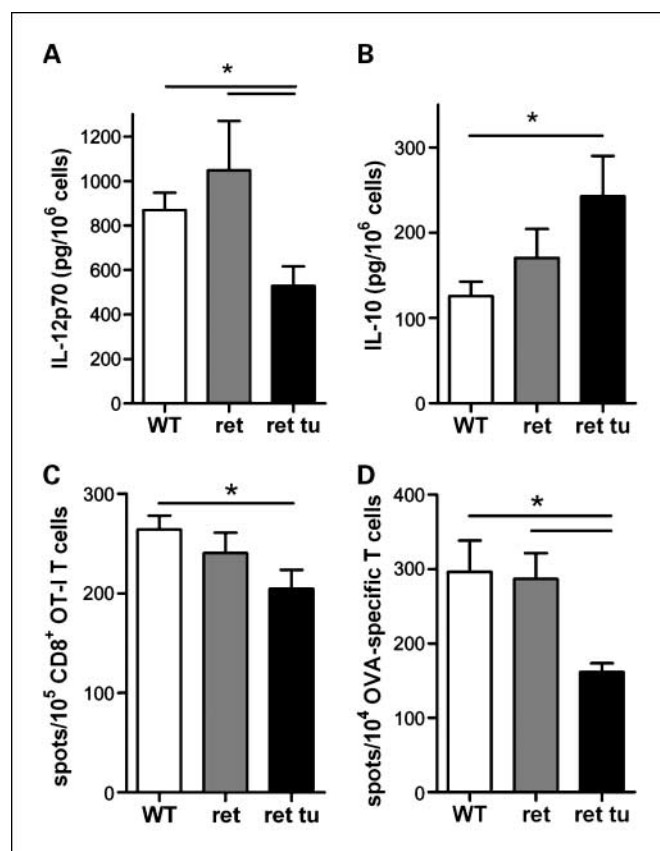 A
*
IL-12p70 (pg/10⁶ cells)
1200
1000
800
600
400
200
0
WT ret ret tu
B
*
IL-10 (pg/10⁶ cells)
300
200
100
0
WT ret ret tu
C
*
spots/10⁵ CD8⁺ OT-I T cells
300
200
100
0
WT ret ret tu
D
*
spots/10⁴ OVA-specific T cells
400
300
200
100
0
WT ret ret tu